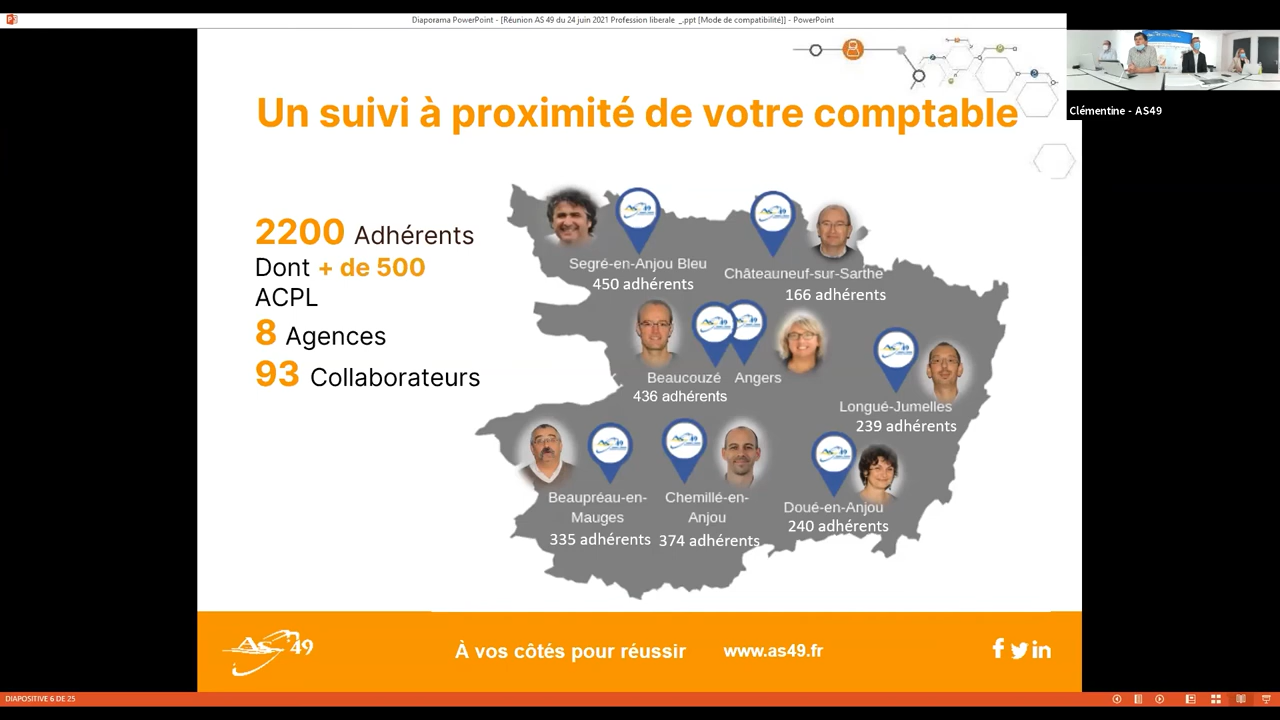 Diaporama PowerPoint - [Réunion AS 49 du 24 juin 2021 Profession liberale _.ppt [Mode de compatibilité]] - PowerPoint
Clémentine - AS49
Un suivi à proximité de votre comptable
2200 Adhérents
Dont + de 500
ACPL
8 Agences
93 Collaborateurs
Segré-en-Anjou Bleu
450 adhérents
Châteauneuf-sur-Sarthe
166 adhérents
Beaucouzé
Angers
436 adhérents
Longué-Jumelles
239 adhérents
Beaupréau-en-
Mauges
335 adhérents
Chemillé-en-
Anjou
374 adhérents
Doué-en-Anjou
240 adhérents
As 49
À vos côtés pour réussir
www.as49.fr
DIAPOSITIVE 6 DE 25